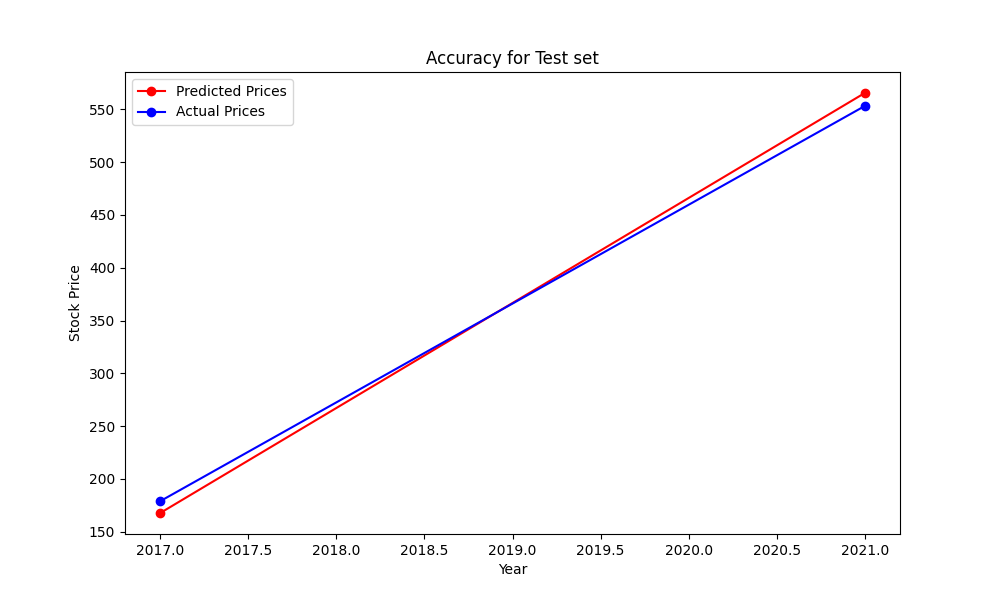 Accuracy for Test set
Predicted Prices
Actual Prices
550
500
450
400
350
300
250
200
150
Stock Price
2017.0 2017.5 2018.0 2018.5 2019.0 2019.5 2020.0 2020.5 2021.0
Year